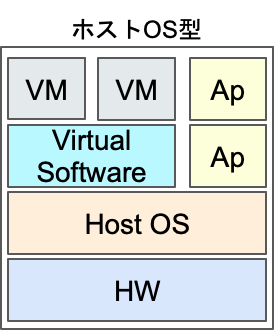 ホストOS型
VM VM Ap
Virtual Ap
Software
Host OS
HW